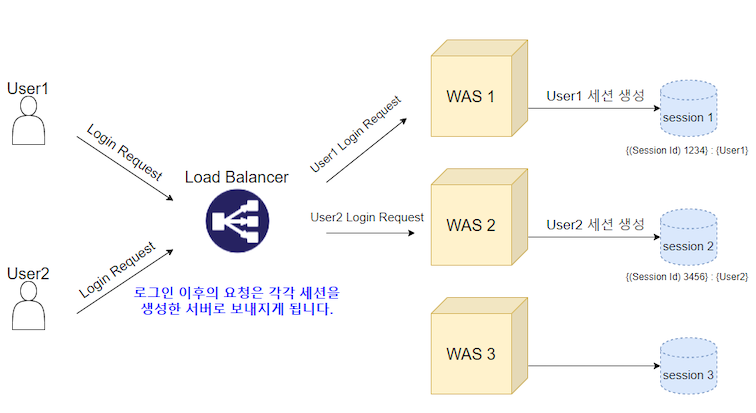 User1
Login Request
Load Balancer
User2
Login Request
로그인 이후의 요청은 각각 세션을
생성한 서버로 보내지게 됩니다.
User1 Login Request
User2 Login Request
WAS 1
User1 세션 생성
session 1
{(Session Id) 1234} : {User1}
WAS 2
User2 세션 생성
session 2
{(Session Id) 3456} : {User2}
WAS 3
session 3